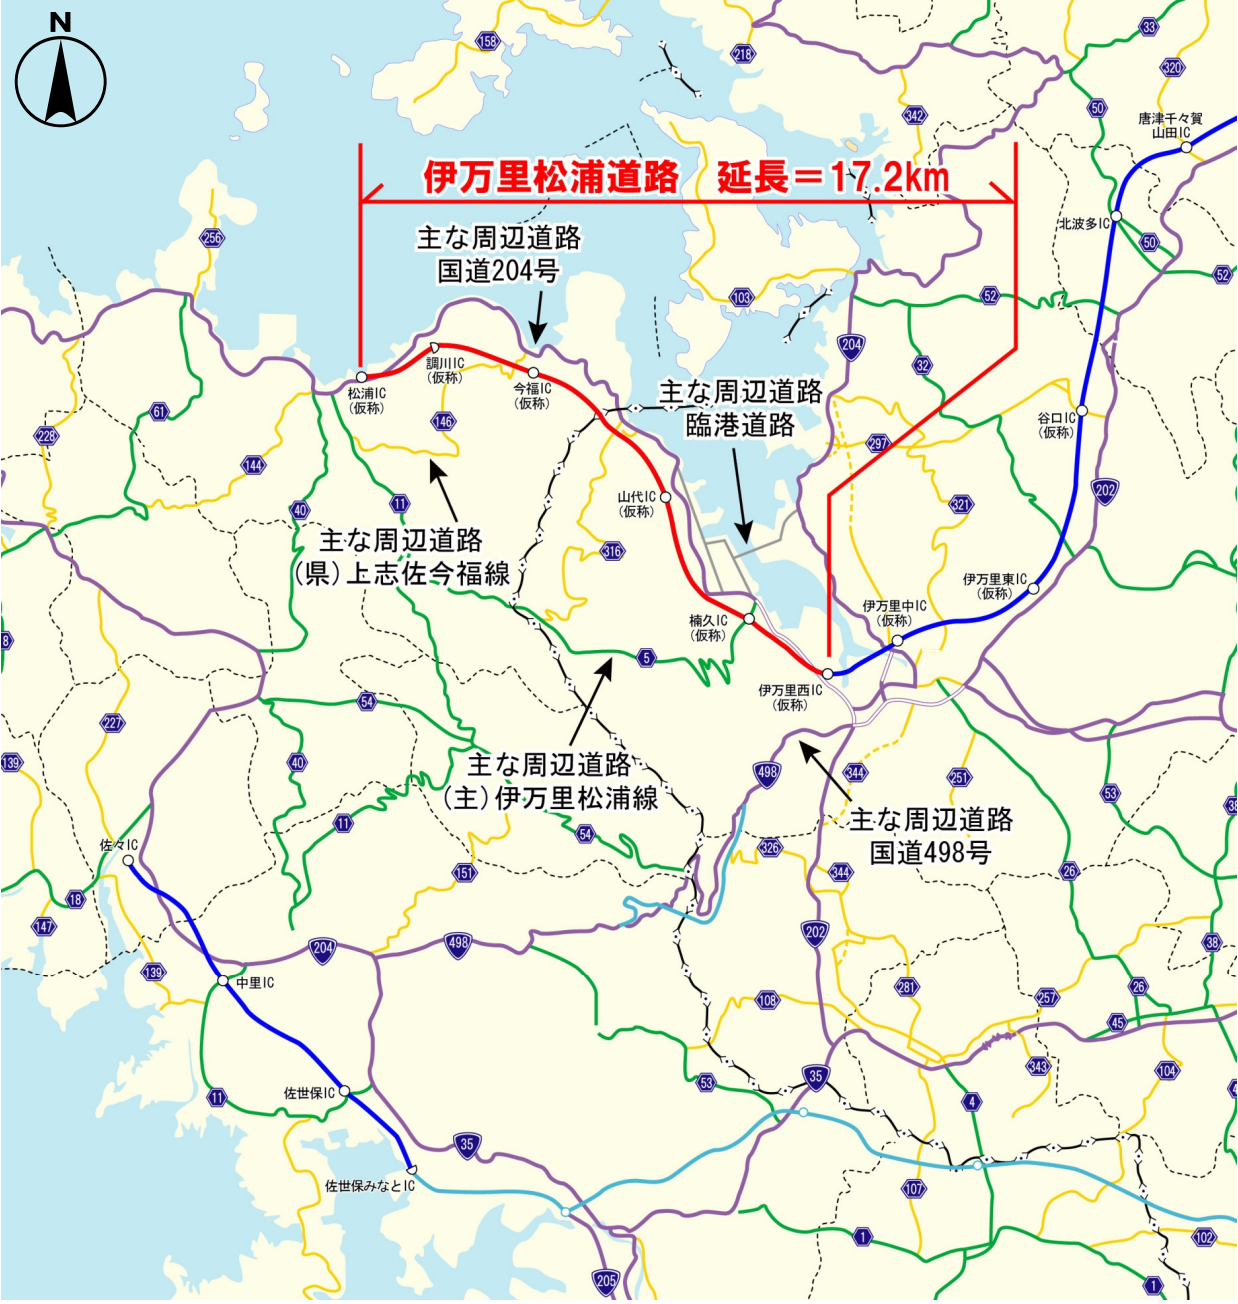 N
158
218
33
320
50
342
唐津千々賀
山田IC
伊万里松浦道路　延長＝17.2km
256
主な周辺道路
国道204号
北波多IC
50
52
103
52
204
調川IC
(仮称)
松浦IC
(仮称)
今福IC
(仮称)
32
主な周辺道路
臨港道路
61
228
146
谷口IC
(仮称)
297
144
202
40
11
山代IC
(仮称)
321
主な周辺道路
(県)上志佐今福線
316
伊万里東IC
(仮称)
伊万里中IC
(仮称)
楠久IC
(仮称)
8
5
伊万里西IC
(仮称)
54
227
139
40
主な周辺道路
(主)伊万里松浦線
498
344
251
53
38
11
54
主な周辺道路
国道498号
佐々IC
326
151
344
26
18
147
204
498
202
38
139
中里IC
281
26
108
257
45
佐世保IC
11
53
35
343
104
4
4
35
佐世保みなとIC
107
1
102
205
1